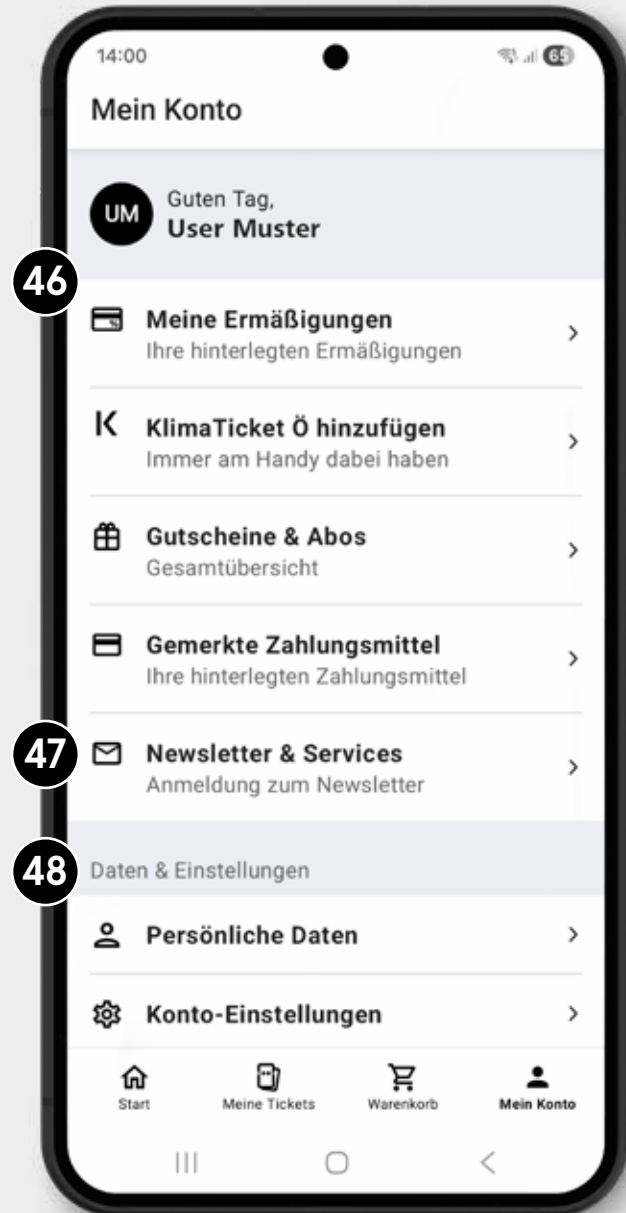 14:00
65
Mein Konto
UM
Guten Tag,
User Muster
46
Meine Ermäßigungen
Ihre hinterlegten Ermäßigungen
KlimaTicket Ö hinzufügen
Immer am Handy dabei haben
Gutscheine & Abos
Gesamtübersicht
Gemerkte Zahlungsmittel
Ihre hinterlegten Zahlungsmittel
47
Newsletter & Services
Anmeldung zum Newsletter
48
Daten & Einstellungen
Persönliche Daten
Konto-Einstellungen
Start
Meine Tickets
Warenkorb
Mein Konto